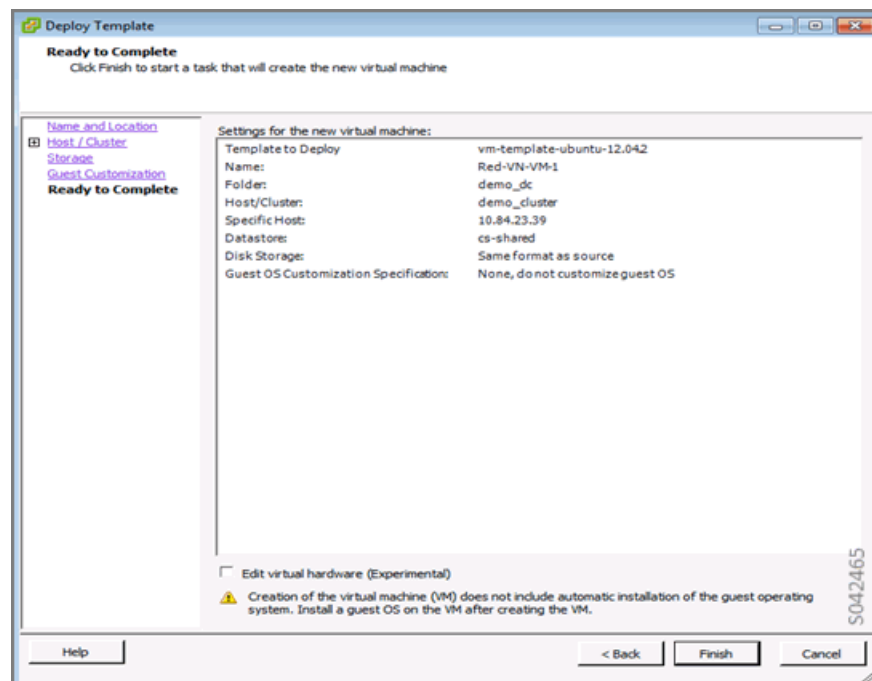 Deploy Template
Ready to Complete
Click Finish to start a task that will create the new virtual machine
Name and Location
Host / Cluster
Storage
Guest Customization
Ready to Complete
Settings for the new virtual machine:
Template to Deploy vm-template-ubuntu-12.04.2
Name: Red-VN-VM-1
Folder: demo_dc
Host/Cluster: demo_cluster
Specific Host: 10.84.23.39
Datastore: cs-shared
Disk Storage: Same format as source
Guest OS Customization Specification: None, do not customize guest OS
Edit virtual hardware (Experimental)
Creation of the virtual machine (VM) does not include automatic installation of the guest operating
system. Install a guest OS on the VM after creating the VM.
S042465
Help
< Back
Finish
Cancel